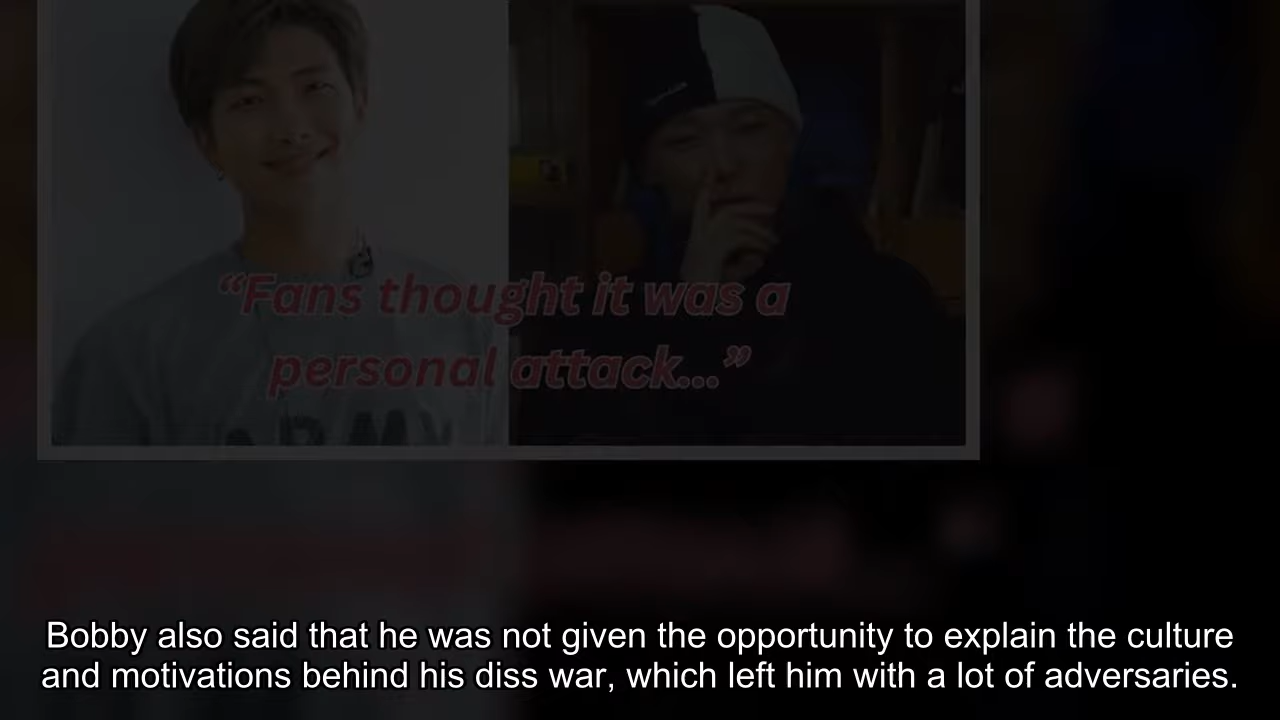 “Fans thought it was a
personal attack...”
ARMY
Bobby also said that he was not given the opportunity to explain the culture
and motivations behind his diss war, which left him with a lot of adversaries.